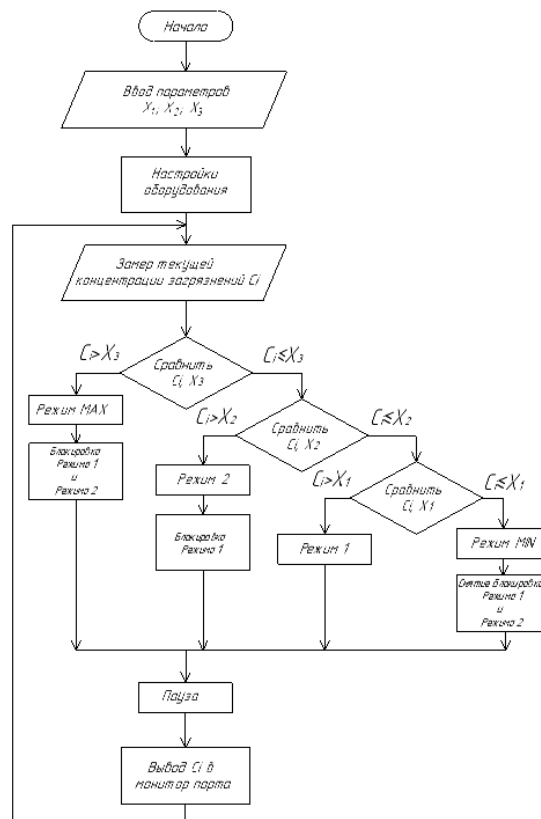 Начало
Ввод параметров
X₁, X₂, X₃
Настройки
оборудования
Замер текущей
концентрации загрязнений Ci
Ci>X₃
Сравнить
Ci, X₃
Ci≤X₃
Режим MAX
Блокировка
Режима 1
и
Режима 2
Ci>X₂
Сравнить
Ci, X₂
Ci≤X₂
Режим 2
Блокировка
Режима 1
Ci>X₁
Сравнить
Ci, X₁
Ci≤X₁
Режим 1
Режим MIN
Снятие блокировка
Режима 1
и
Режима 2
Пауза
Вывод Ci в
монитор порта